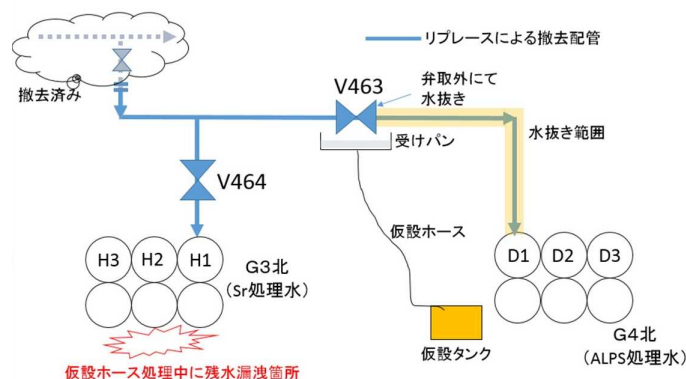 リプレースによる撤去配管
撤去済み
V463
弁取外にて
水抜き
受けパン
水抜き範囲
V464
仮設ホース
H3 H2 H1
G3北
(Sr処理水)
D1 D2 D3
G4北
(ALPS処理水)
仮設タンク
仮設ホース処理中に残水漏洩箇所